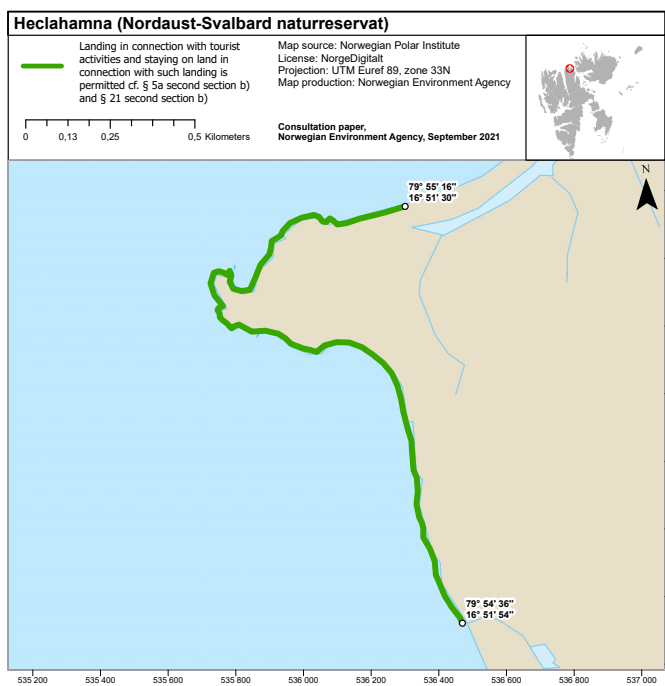 Heclahamna (Nordaust-Svalbard naturreservat)
Landing in connection with tourist
activities and staying on land in
connection with such landing is
permitted cf. § 5a second section b)
and § 21 second section b)
0 0,13 0,25 0,5 Kilometers
Map source: Norwegian Polar Institute
License: NorgeDigitalt
Projection: UTM Euref 89, zone 33N
Map production: Norwegian Environment Agency
Consultation paper,
Norwegian Environment Agency, September 2021
N
79° 55' 16"
16° 51' 30"
79° 54' 36"
16° 51' 54"
535 200 535 400 535 600 535 800 536 000 536 200 536 400 536 600 536 800 537 000